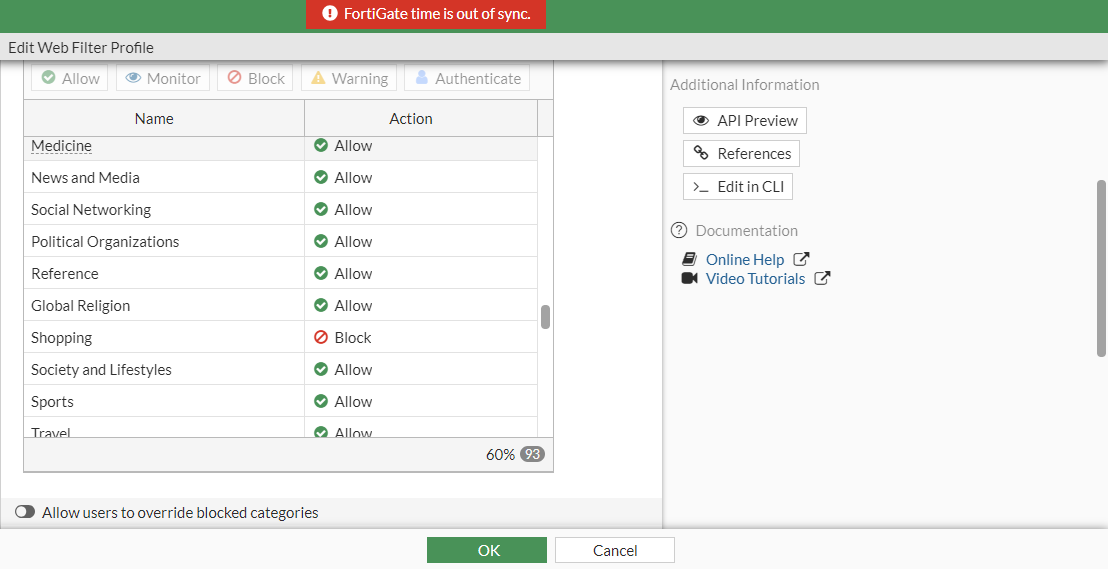 FortiGate time is out of sync.
Edit Web Filter Profile
Allow Monitor Block Warning Authenticate
Name Action
Medicine Allow
News and Media Allow
Social Networking Allow
Political Organizations Allow
Reference Allow
Global Religion Allow
Shopping Block
Society and Lifestyles Allow
Sports Allow
Travel Allow
60% 93
Allow users to override blocked categories
Additional Information
API Preview
References
>_ Edit in CLI
Documentation
Online Help
Video Tutorials
OK Cancel